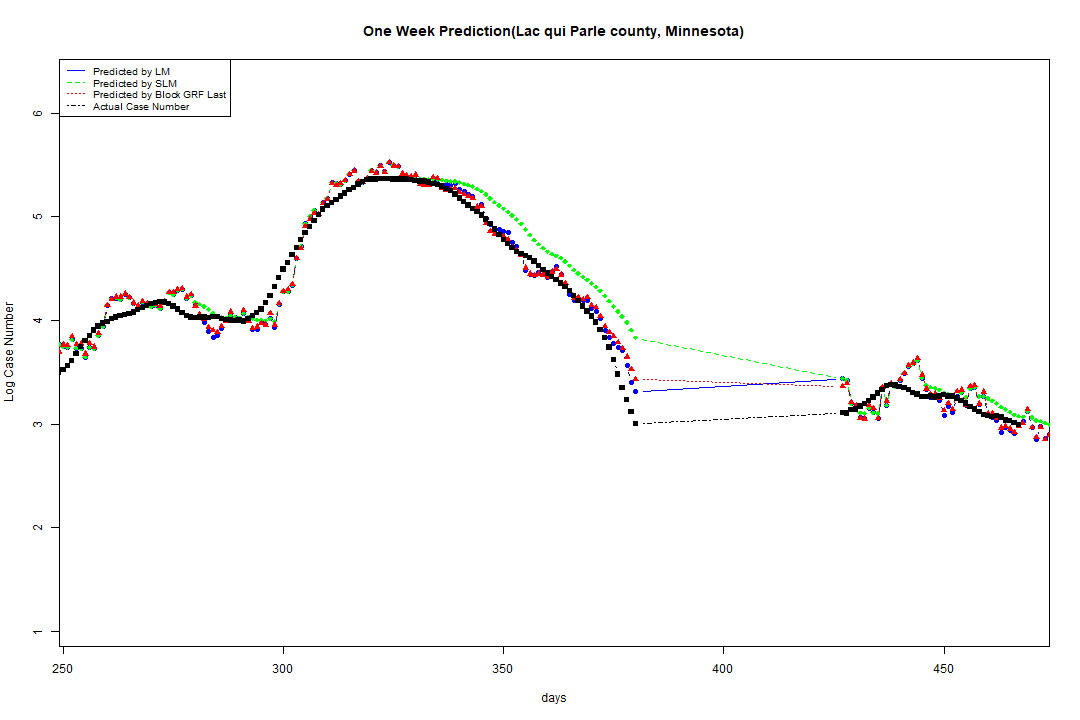 One Week Prediction(Lac qui Parle county, Minnesota)
Predicted by LM
Predicted by SLM
Predicted by Block GRF Last
Actual Case Number
Log Case Number
6
5
4
3
2
1
250 300 350 400 450
days